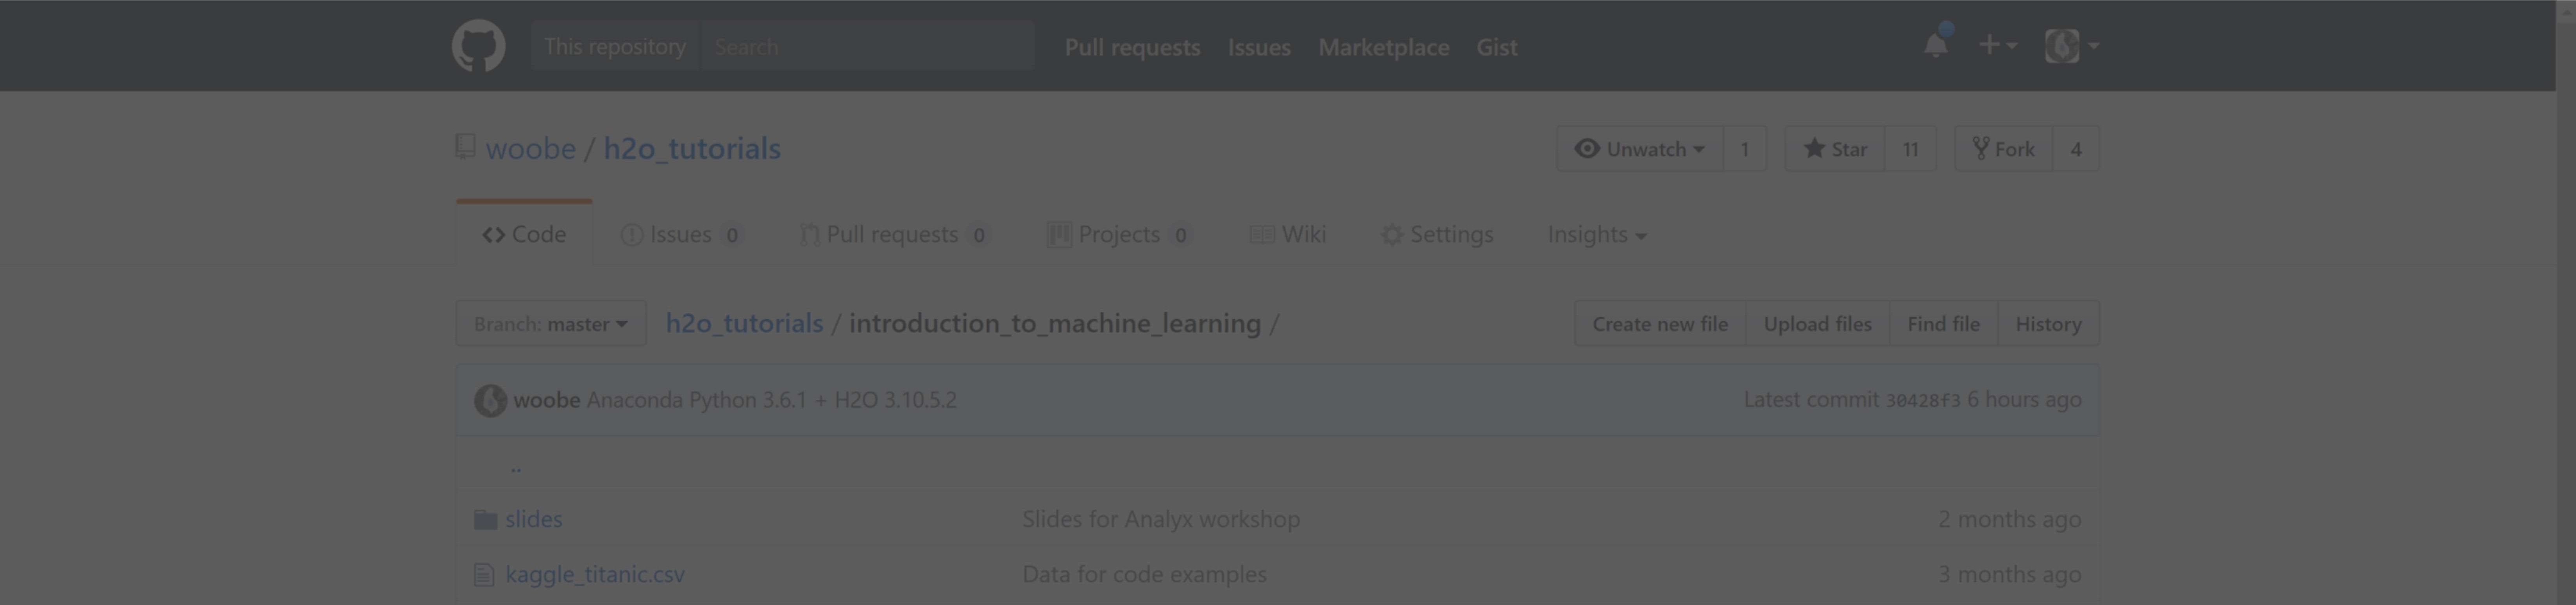 This repository Search Pull requests Issues Marketplace Gist
woobe / h2o_tutorials Unwatch 1 Star 11 Fork 4
Code Issues 0 Pull requests 0 Projects 0 Wiki Settings Insights
Branch: master h2o_tutorials / introduction_to_machine_learning / Create new file Upload files Find file History
woobe Anaconda Python 3.6.1 + H2O 3.10.5.2 Latest commit 30428f3 6 hours ago
..
slides Slides for Analyx workshop 2 months ago
kaggle_titanic.csv Data for code examples 3 months ago